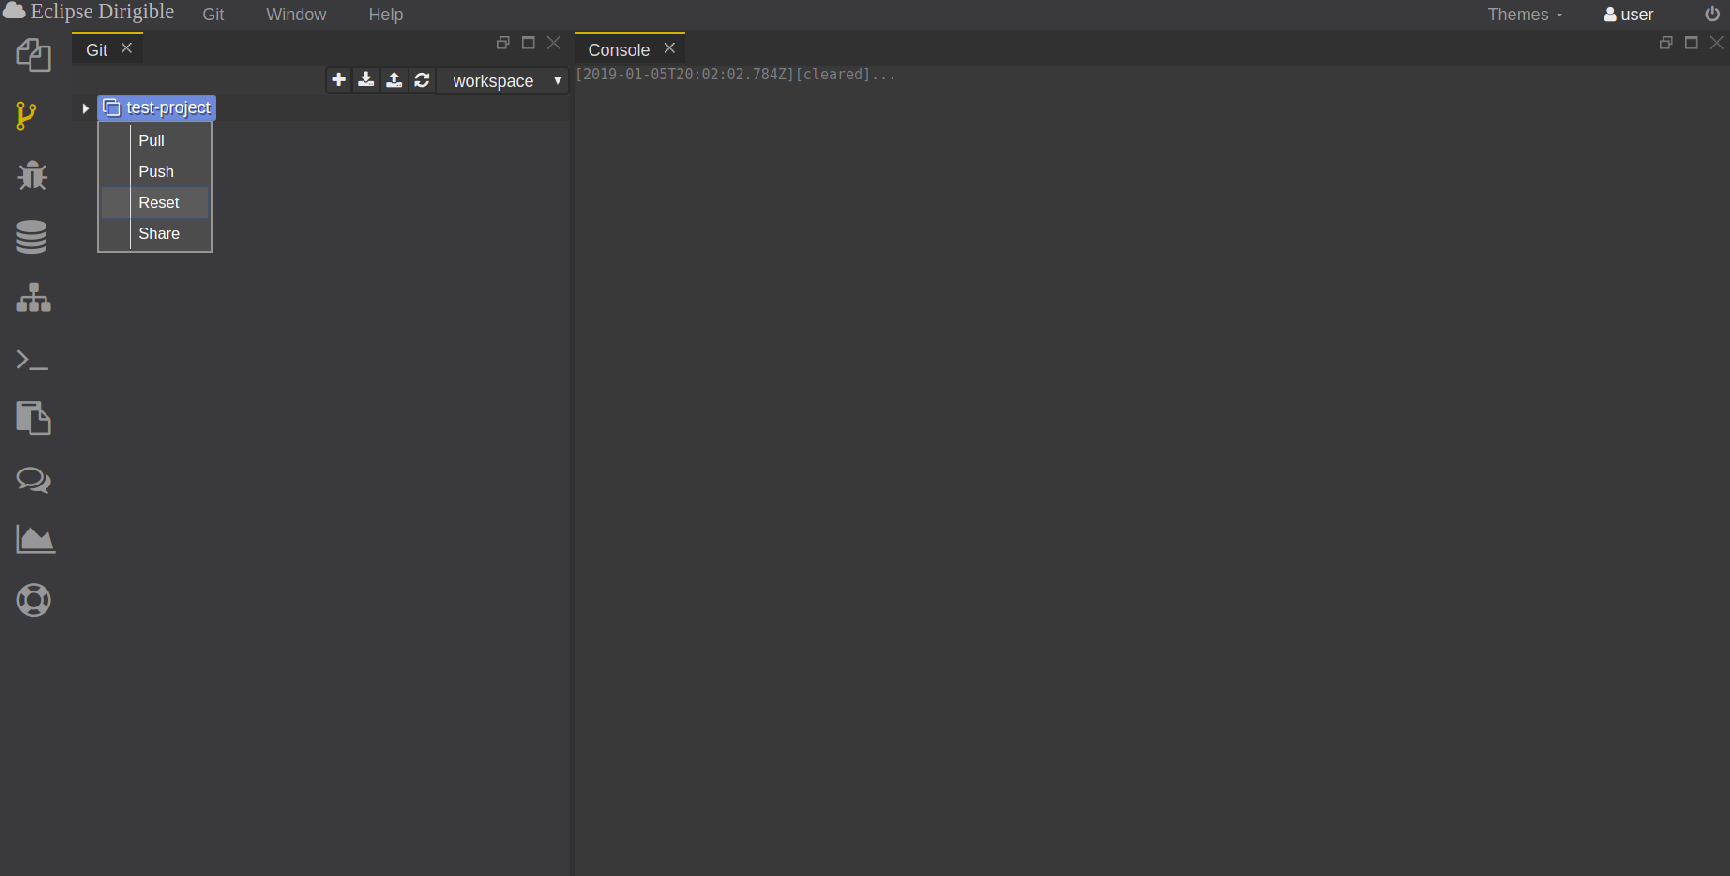 Eclipse Dirigible Git Window Help Themes user
Git
Console
workspace
[2019-01-05T20:02:02.784Z][cleared]...
test-project
Pull
Push
Reset
Share